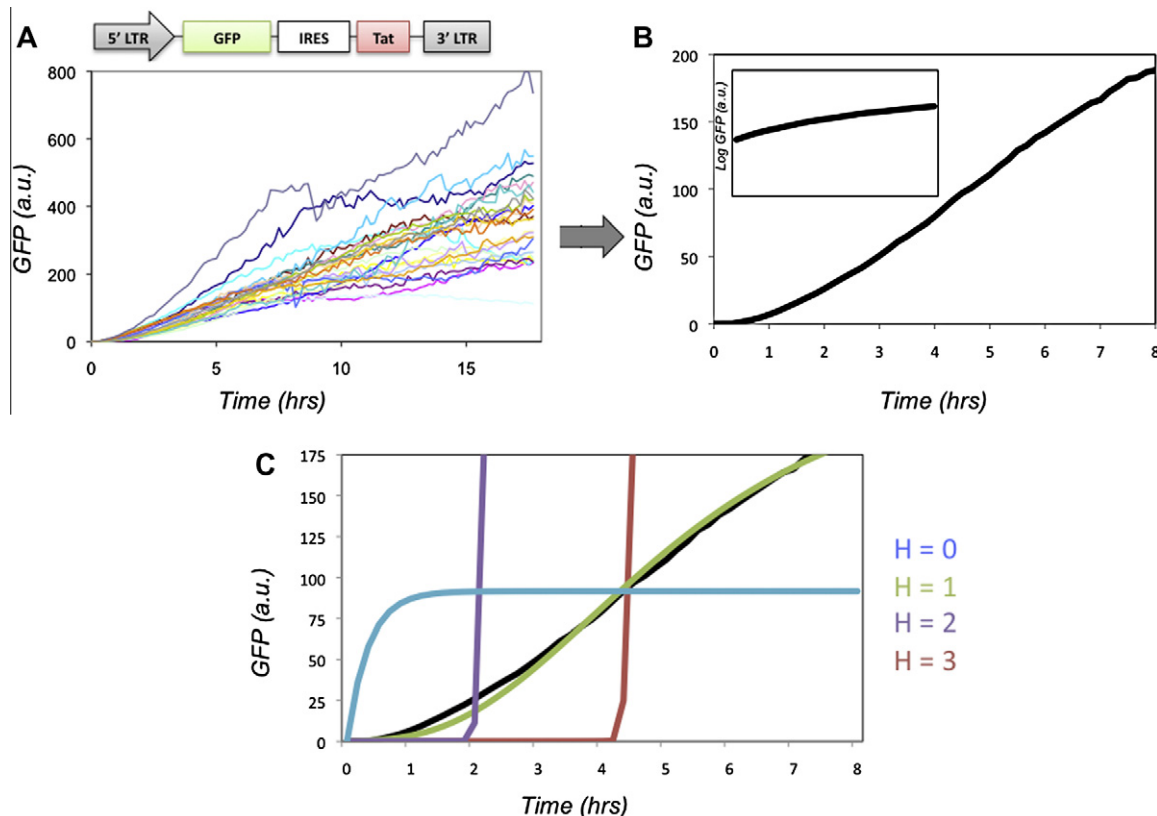 A
5' LTR
GFP
IRES
Tat
3' LTR
800
600
400
200
0
GFP (a.u.)
0 5 10 15
Time (hrs)
B
200
150
100
50
0
GFP (a.u.)
Log GFP (a.u.)
0 1 2 3 4 5 6 7 8
Time (hrs)
C
175
150
125
100
75
50
25
0
GFP (a.u.)
0 1 2 3 4 5 6 7 8
Time (hrs)
H = 0
H = 1
H = 2
H = 3